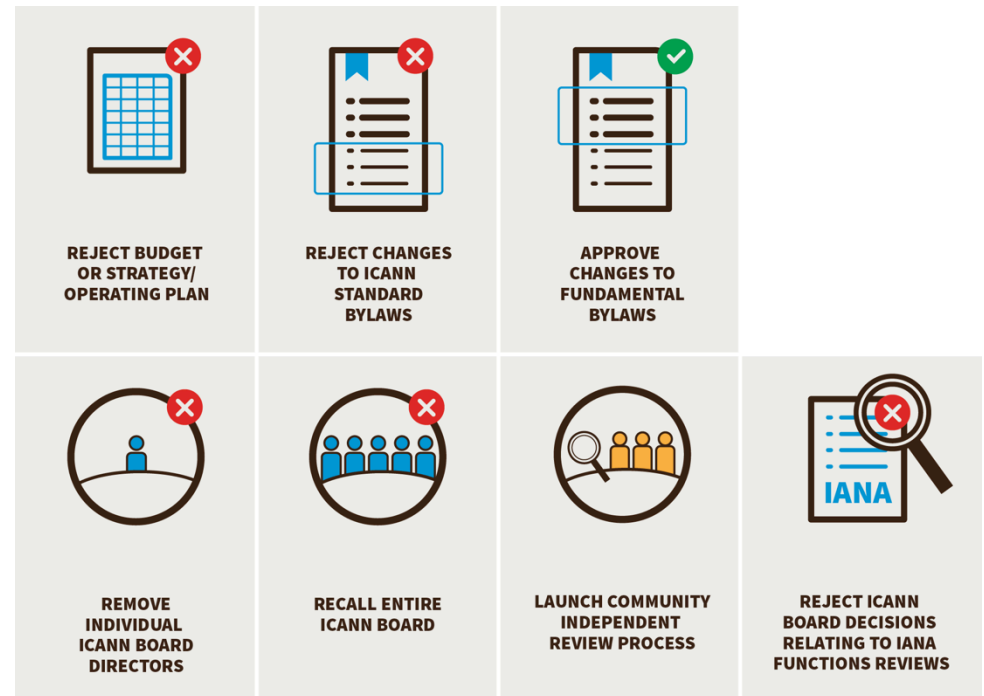 REJECT BUDGET
OR STRATEGY/
OPERATING PLAN
REJECT CHANGES
TO ICANN
STANDARD
BYLAWS
APPROVE
CHANGES TO
FUNDAMENTAL
BYLAWS
REMOVE
INDIVIDUAL
ICANN BOARD
DIRECTORS
RECALL ENTIRE
ICANN BOARD
LAUNCH COMMUNITY
INDEPENDENT
REVIEW PROCESS
IANA
REJECT ICANN
BOARD DECISIONS
RELATING TO IANA
FUNCTIONS REVIEWS